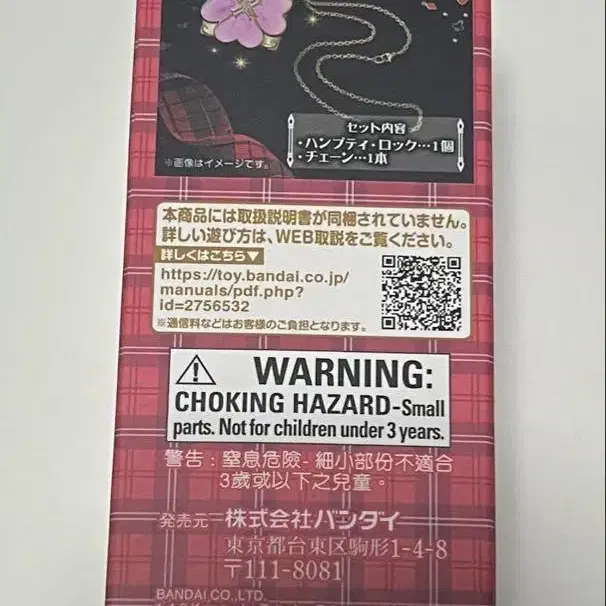 セット内容
・ハンプティ・ロック…1個
・チェーン…1本
※画像はイメージです。
本商品には取扱説明書が同梱されていません。
詳しい遊び方は、WEB取説をご覧ください。
詳しくはこちら▼
https://toy.bandai.co.jp/
manuals/pdf.php?
id=2756532
※通信料などはお客様のご負担となります。
WARNING:
CHOKING HAZARD-Small
parts. Not for children under 3 years.
警告：窒息危險-細小部份不適合
3歲或以下之兒童。
発売元 株式会社バンダイ
東京都台東区駒形1-4-8
〒111-8081
BANDAI CO.,LTD.